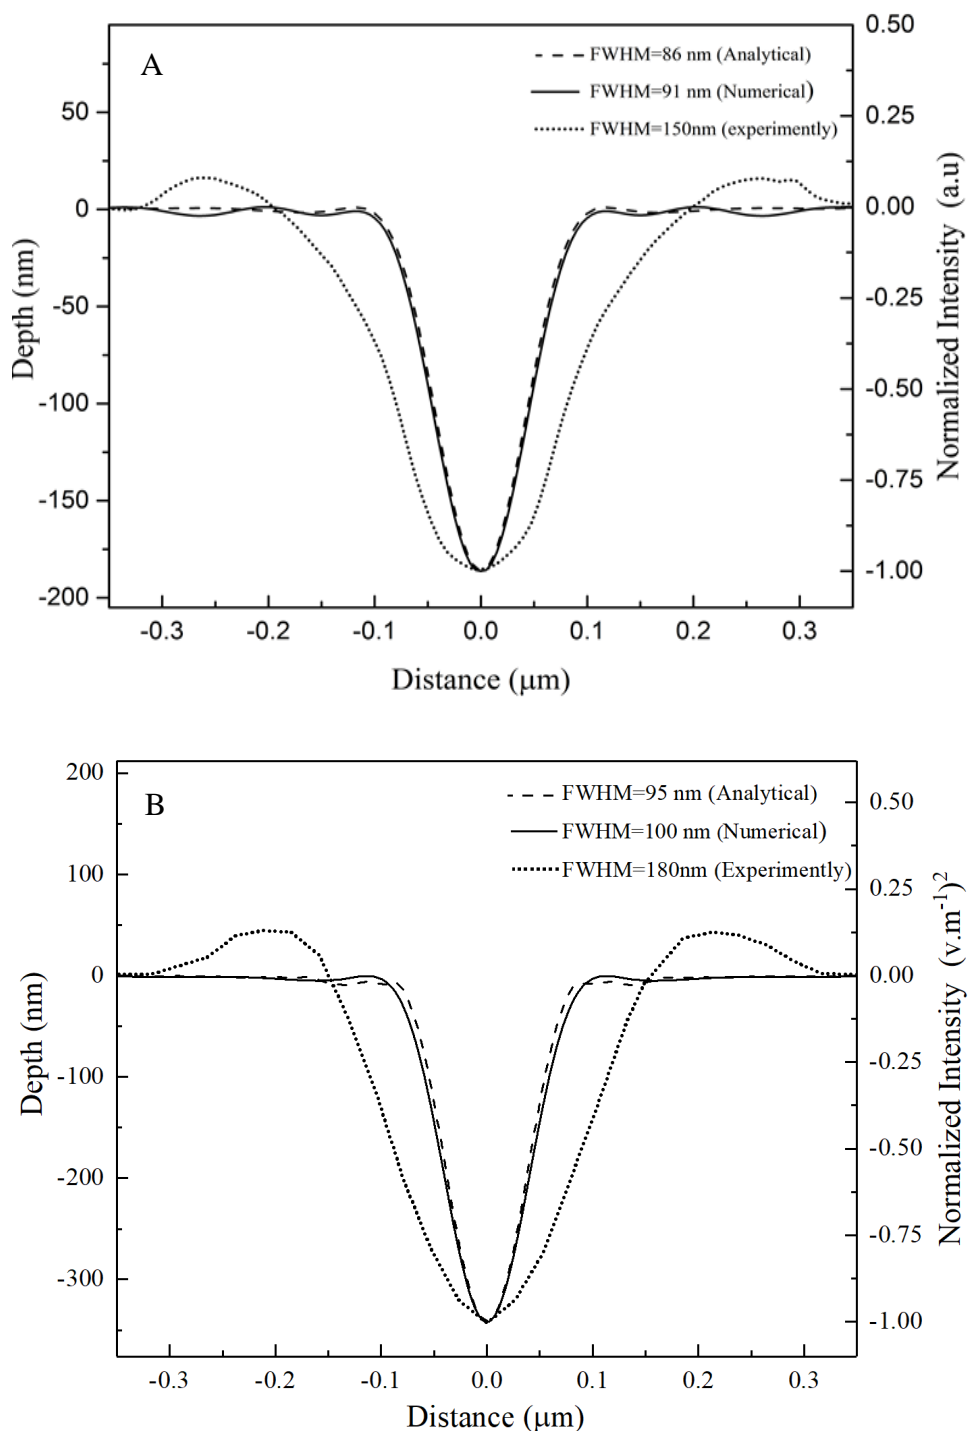 A
FWHM=86 nm (Analytical)
FWHM=91 nm (Numerical)
FWHM=150nm (experimently)
50
0
-50
-100
-150
-200
Depth (nm)
0.50
0.25
0.00
-0.25
-0.50
-0.75
-1.00
Normalized Intensity (a.u)
-0.3 -0.2 -0.1 0.0 0.1 0.2 0.3
Distance (μm)
B
FWHM=95 nm (Analytical)
FWHM=100 nm (Numerical)
FWHM=180nm (Experimently)
200
100
0
-100
-200
-300
Depth (nm)
0.50
0.25
0.00
-0.25
-0.50
-0.75
-1.00
Normalized Intensity (v.m⁻¹)²
-0.3 -0.2 -0.1 0.0 0.1 0.2 0.3
Distance (μm)